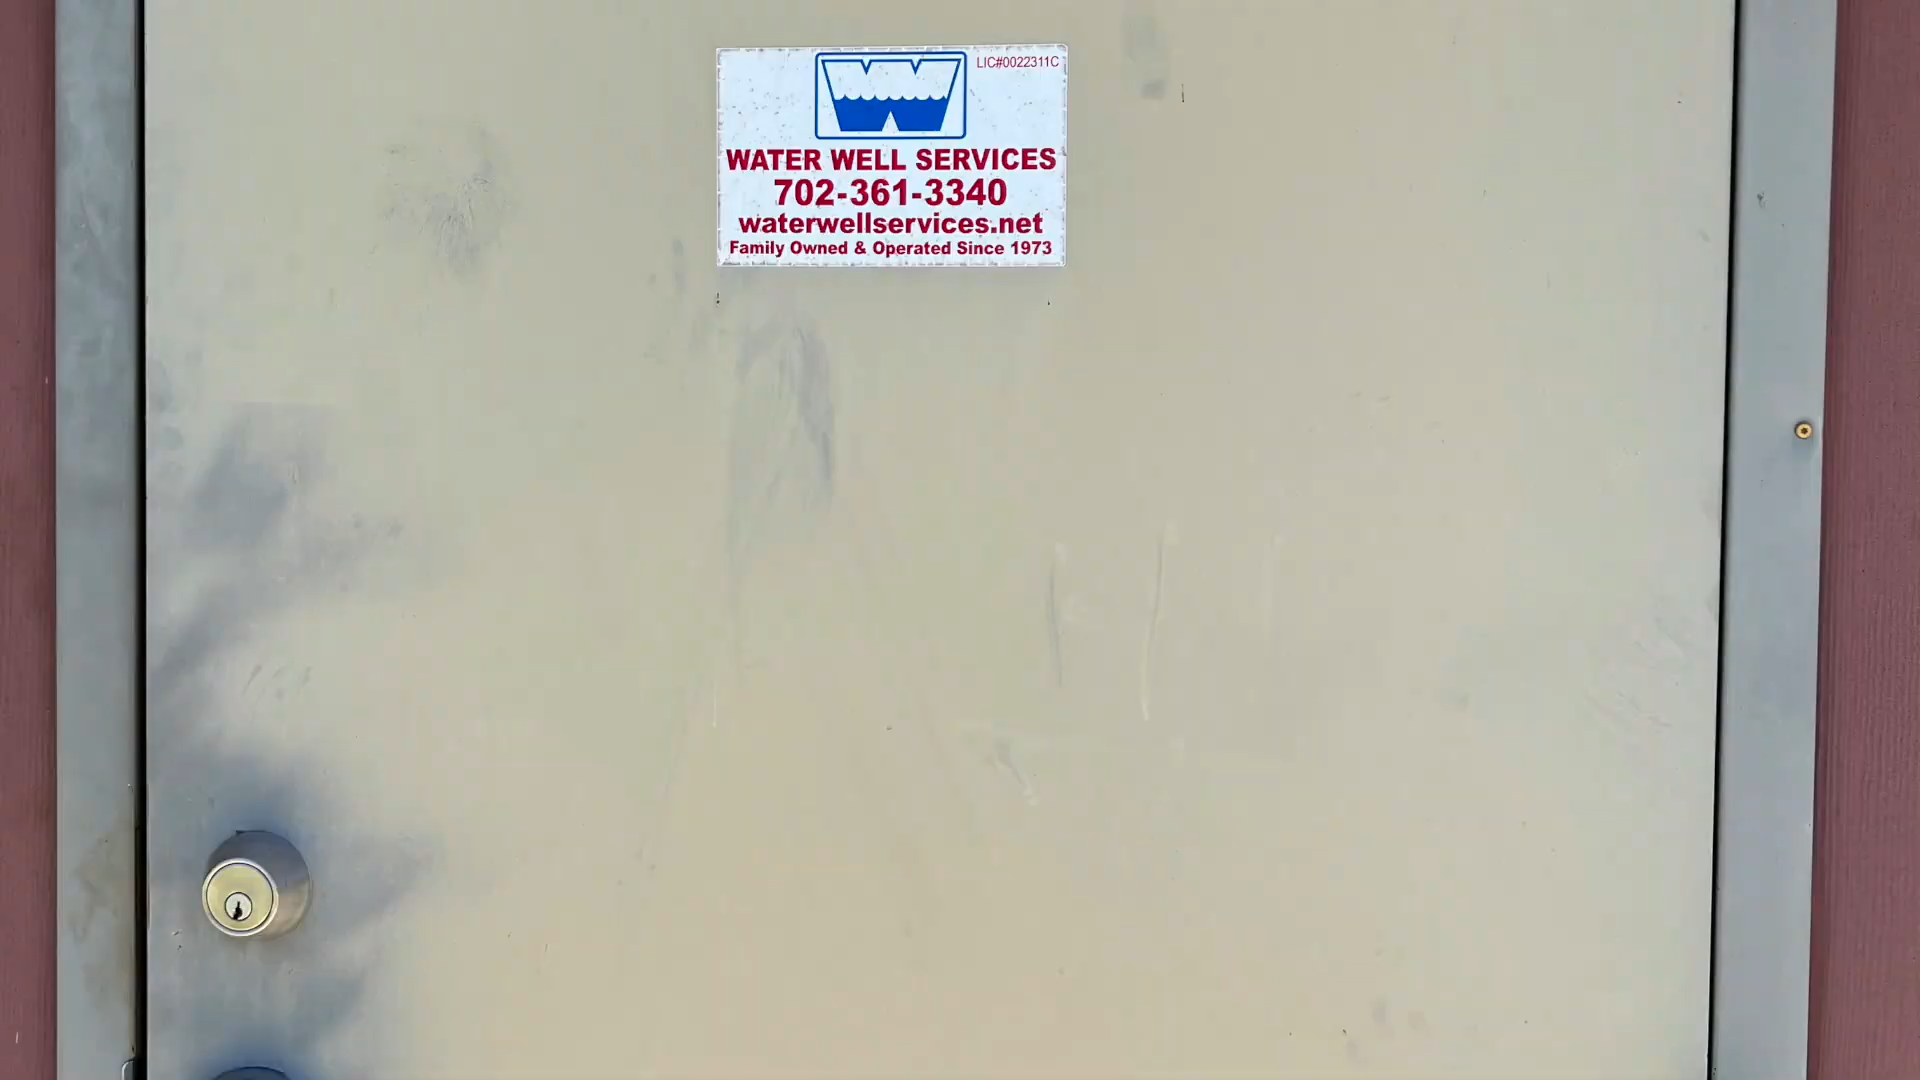 LIC#0022311C
WATER WELL SERVICES
702-361-3340
waterwellservices.net
Family Owned & Operated Since 1973